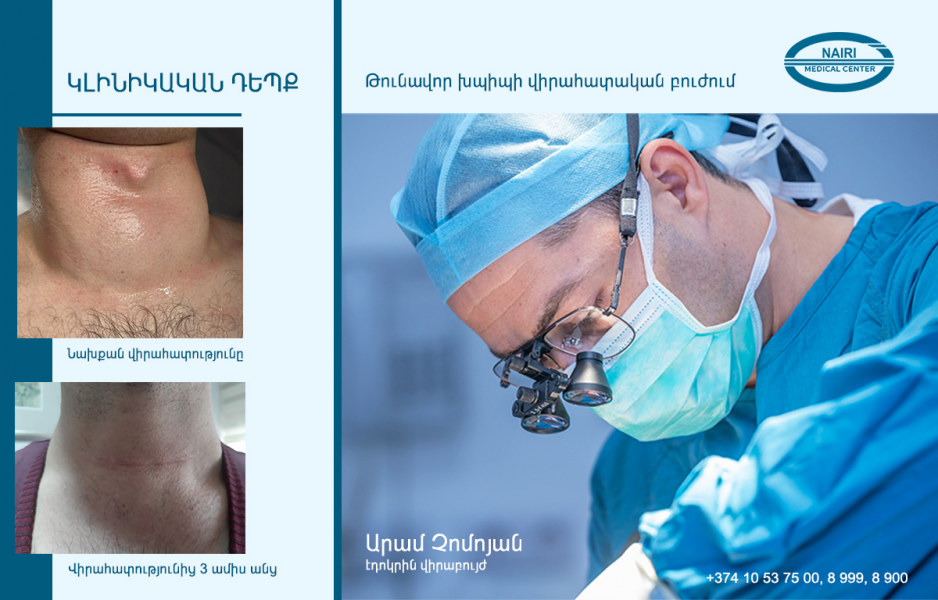 ԿԼԻՆԻԿԱԿԱՆ ԴԵՊՔ
Նախքան վիրահատությունը
Վիրահատությունից 3 ամիս անց
Թունավոր խպիպի վիրահատական բուժում
NAIRI
MEDICAL CENTER
Արամ Չոմոյան
էդոկրին վիրաբույժ
+374 10 53 75 00, 8 999, 8 900